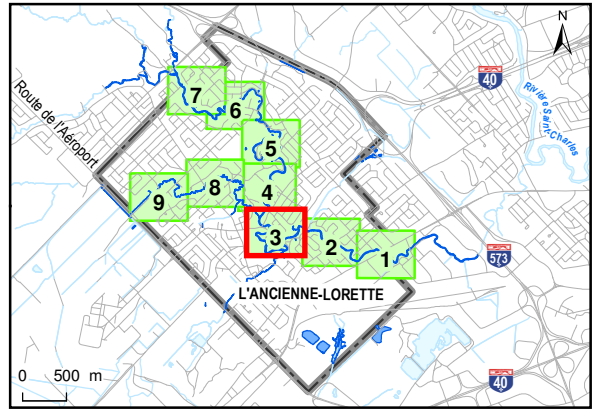 N
40
Rivière Saint-Charles
Route de l'Aéroport
7
6
5
4
8
9
3
2
1
573
L'ANCIENNE-LORETTE
0 500 m
40